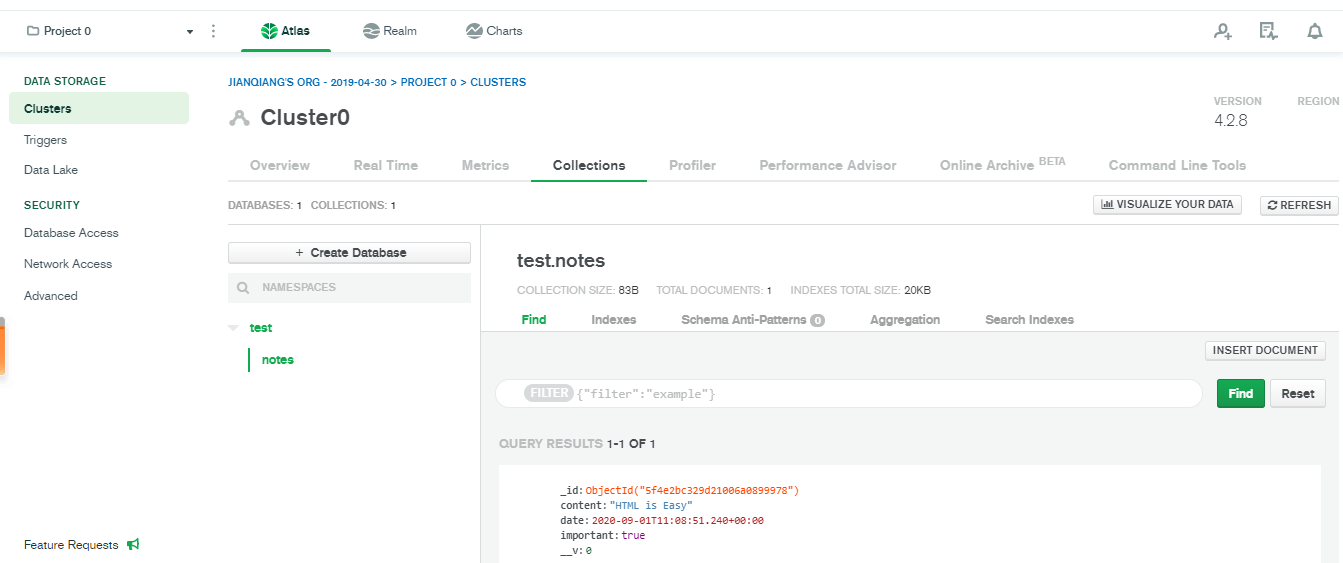 Project 0
Atlas
Realm
Charts
DATA STORAGE
Clusters
Triggers
Data Lake
SECURITY
Database Access
Network Access
Advanced
Feature Requests
JIANQIANG'S ORG - 2019-04-30 > PROJECT 0 > CLUSTERS
Cluster0
VERSION
4.2.8
REGION
Overview Real Time Metrics Collections Profiler Performance Advisor Online Archive BETA Command Line Tools
DATABASES: 1 COLLECTIONS: 1
VISUALIZE YOUR DATA
REFRESH
+ Create Database
NAMESPACES
test
notes
test.notes
COLLECTION SIZE: 83B TOTAL DOCUMENTS: 1 INDEXES TOTAL SIZE: 20KB
Find Indexes Schema Anti-Patterns 0 Aggregation Search Indexes
INSERT DOCUMENT
FILTER {"filter":"example"}
Find
Reset
QUERY RESULTS 1-1 OF 1
_id: ObjectId("5f4e2bc329d21006a0899978")
content: "HTML is Easy"
date: 2020-09-01T11:08:51.240+00:00
important: true
__v: 0